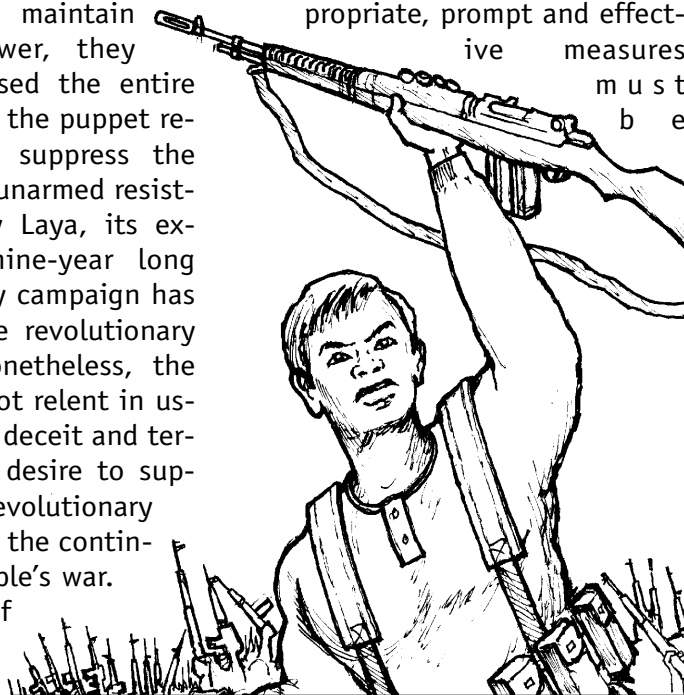 maintain
wer, they
sed the entire
the puppet re-
suppress the
unarmed resist-
y Laya, its ex-
nine-year long
y campaign has
e revolutionary
onetheless, the
ot relent in us-
deceit and ter-
desire to sup-
evolutionary
the contin-
ple's war.
f
propriate, prompt and effect-
ive measures
must
be